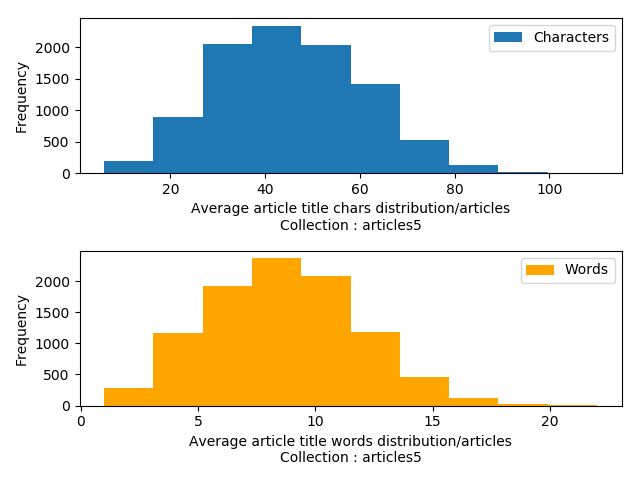 2000
1500
1000
500
0
Frequency
Characters
20 40 60 80 100
Average article title chars distribution/articles
Collection : articles5
2000
1500
1000
500
0
Frequency
Words
0 5 10 15 20
Average article title words distribution/articles
Collection : articles5